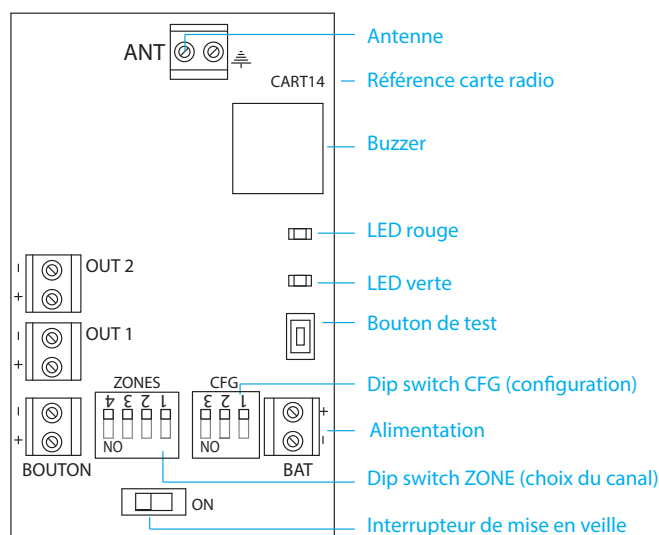 ANT
Antenne
CART14
Référence carte radio
Buzzer
LED rouge
- OUT 2
+
LED verte
- OUT 1
+
Bouton de test
ZONES
CFG
Dip switch CFG (configuration)
4 3 2 1
3 2 1
NO
NO
- +
+ -
Alimentation
BOUTON
BAT
Dip switch ZONE (choix du canal)
ON
Interrupteur de mise en veille